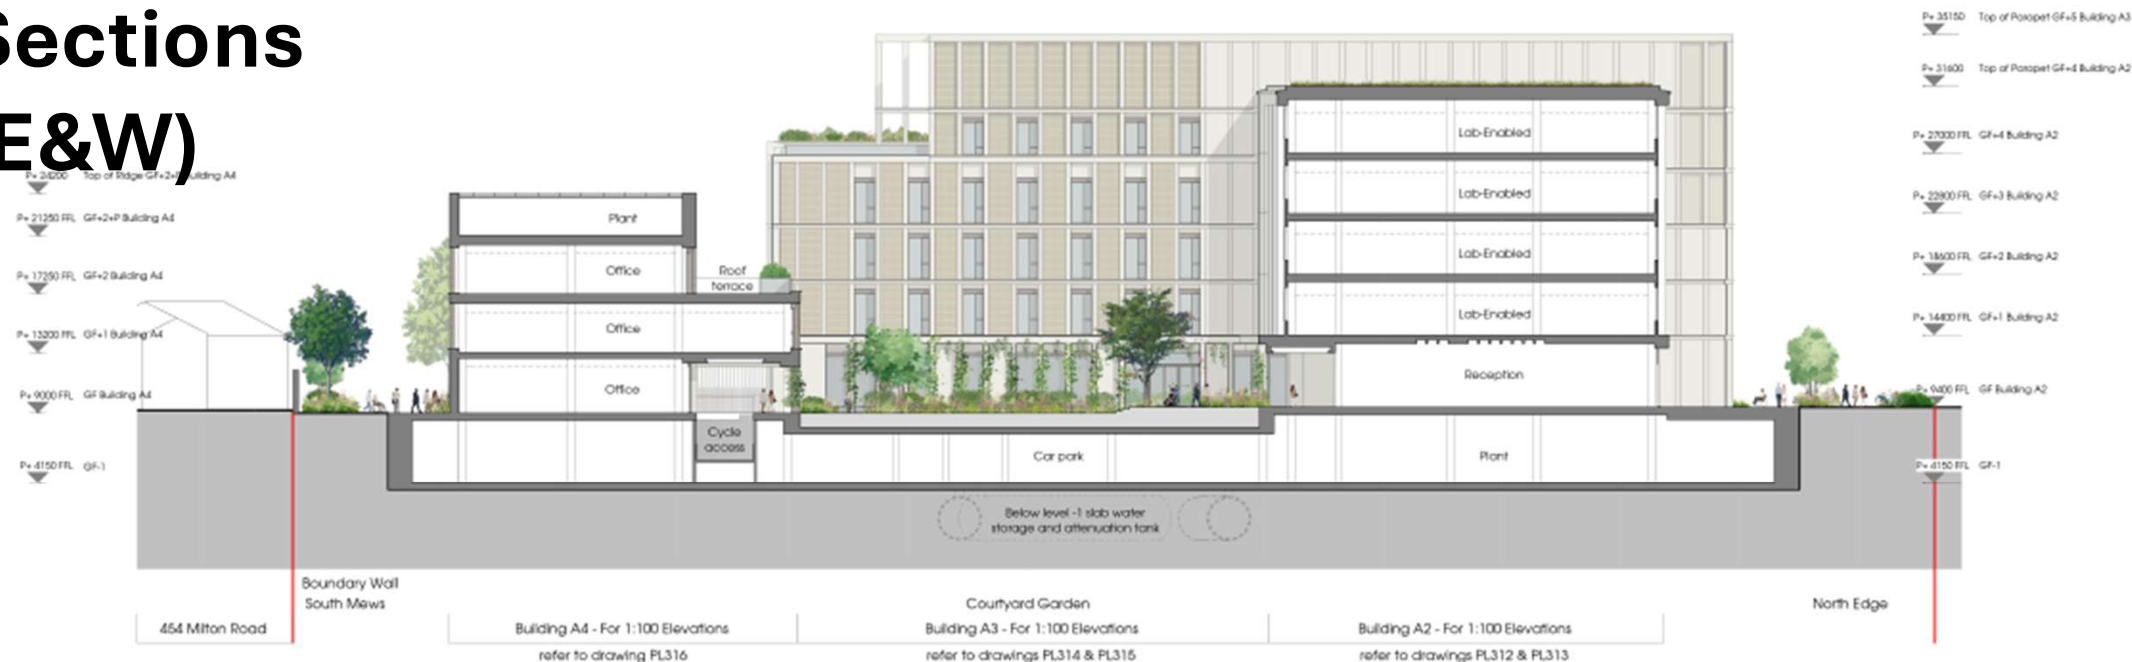 Sections
E&W)
P+ 35150 Top of Parapet GF+5 Building A3
P+ 31600 Top of Parapet GF+4 Building A2
P+ 24200 Top of Ridge GF+2+P Building A4
P+ 27000 FFL GF+4 Building A2
P+ 21250 FFL GF+2+P Building A4
P+ 22800 FFL GF+3 Building A2
P+ 17250 FFL GF+2 Building A4
P+ 18600 FFL GF+2 Building A2
P+ 13200 FFL GF+1 Building A4
P+ 14400 FFL GF+1 Building A2
P+ 9000 FFL GF Building A4
P+ 9400 FFL GF Building A2
P+ 4150 FFL GF-1
P+ 4150 FFL GF-1
Plant
Office
Roof
terrace
Office
Office
Cycle
access
Lab-Enabled
Lab-Enabled
Lab-Enabled
Lab-Enabled
Reception
Car park
Plant
Below level -1 slab water
storage and attenuation tank
Boundary Wall
South Mews
Courtyard Garden
North Edge
454 Milton Road
Building A4 - For 1:100 Elevations
refer to drawing PL316
Building A3 - For 1:100 Elevations
refer to drawings PL314 & PL315
Building A2 - For 1:100 Elevations
refer to drawings PL312 & PL313